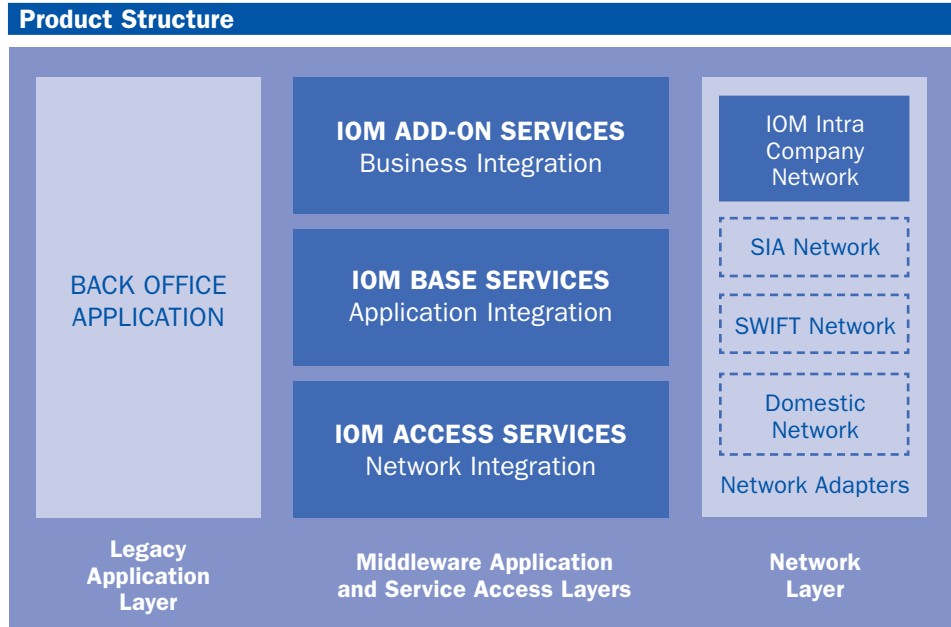 Product Structure
BACK OFFICE
APPLICATION
Legacy
Application
Layer
IOM ADD-ON SERVICES
Business Integration
IOM BASE SERVICES
Application Integration
IOM ACCESS SERVICES
Network Integration
Middleware Application
and Service Access Layers
IOM Intra
Company
Network
SIA Network
SWIFT Network
Domestic
Network
Network Adapters
Network
Layer